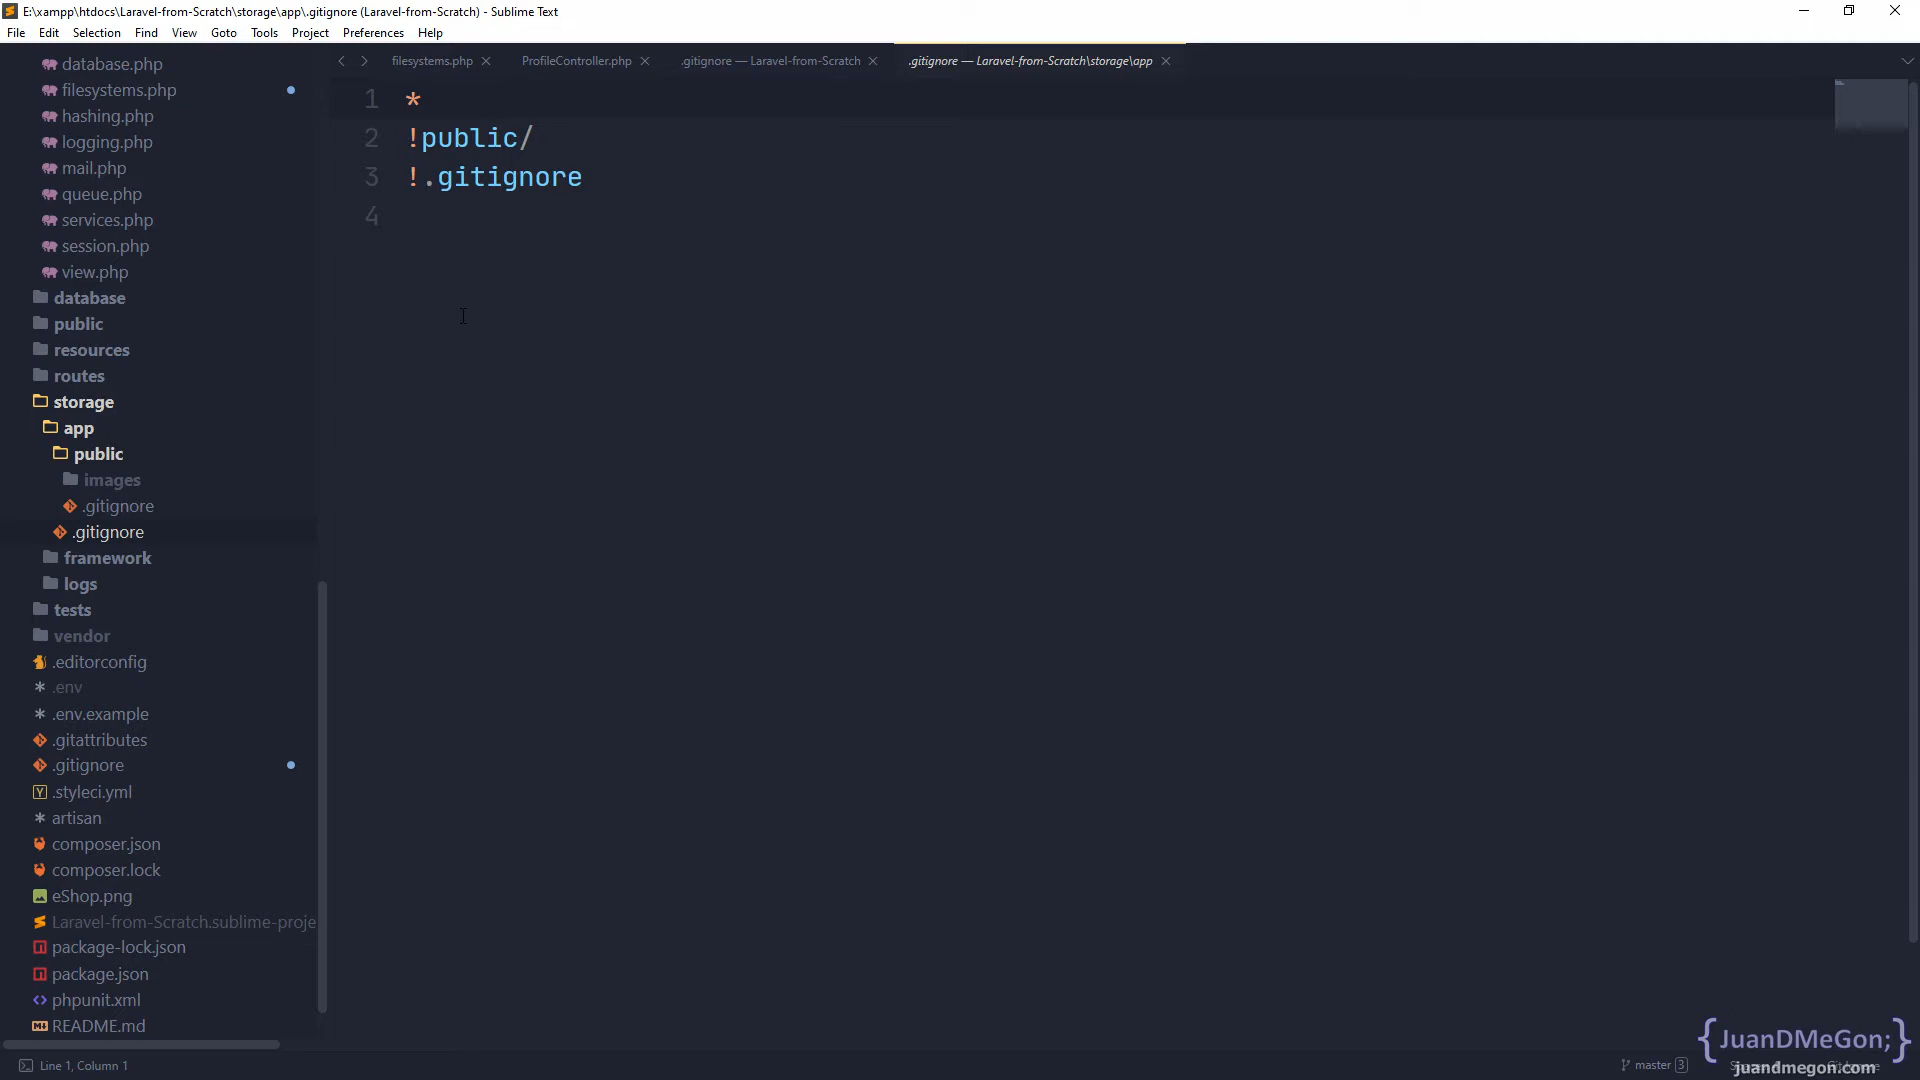 E:\xampp\htdocs\Laravel-from-Scratch\storage\app\.gitignore (Laravel-from-Scratch) - Sublime Text
File Edit Selection Find View Goto Tools Project Preferences Help
filesystems.php ProfileController.php .gitignore — Laravel-from-Scratch .gitignore — Laravel-from-Scratch\storage\app
database.php
filesystems.php
hashing.php
logging.php
mail.php
queue.php
services.php
session.php
view.php
database
public
resources
routes
storage
app
public
images
.gitignore
.gitignore
framework
logs
tests
vendor
.editorconfig
.env
.env.example
.gitattributes
.gitignore
.styleci.yml
artisan
composer.json
composer.lock
eShop.png
Laravel-from-Scratch.sublime-proje
package-lock.json
package.json
phpunit.xml
README.md
1 *
2 !public/
3 !.gitignore
4
Line 1, Column 1
master 3
{JuanDMeGon;}
juandmegon.com